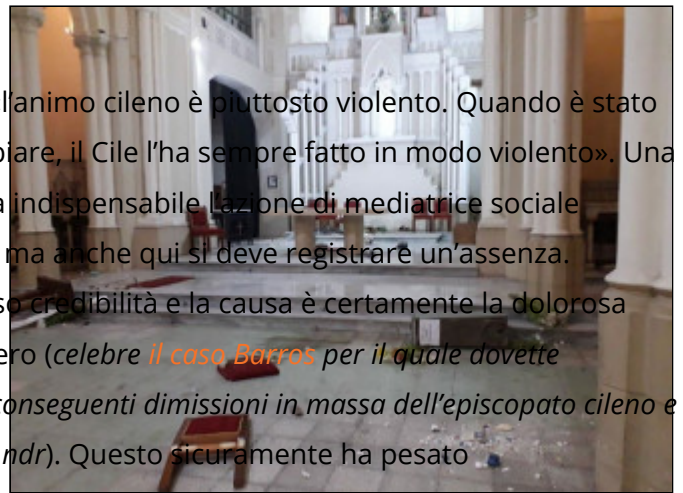 l'animo cileno è piuttosto violento. Quando è stato
biare, il Cile l'ha sempre fatto in modo violento». Una
a indispensabile L'azione di mediatrice sociale
ma anche qui si deve registrare un'assenza.
so credibilità e la causa è certamente la dolorosa
ero (celebre il caso Barros per il quale dovette
conseguenti dimissioni in massa dell'episcopato cileno e
ndr). Questo sicuramente ha pesato